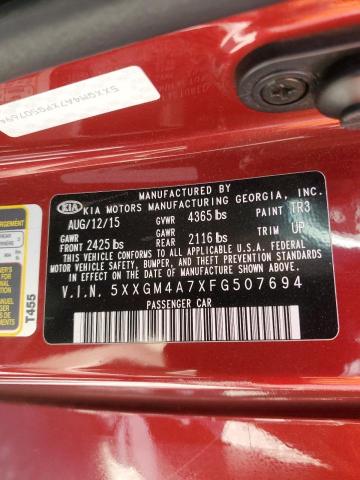 5XXGM4A7XFG507694
MANUFACTURED BY
KIA KIA MOTORS MANUFACTURING GEORGIA, INC.
AUG/12/15 GVWR 4365 lbs PAINT TR3
GAWR FRONT 2425 lbs GAWR REAR 2116 lbs TRIM UP
THIS VEHICLE CONFORMS TO ALL APPLICABLE U.S.A. FEDERAL
MOTOR VEHICLE SAFETY, BUMPER, AND THEFT PREVENTION
STANDARDS IN EFFECT ON THE DATE OF MANUFACTURE SHOWN ABOVE.
V.I.N. 5XXGM4A7XFG507694
PASSENGER CAR
T455